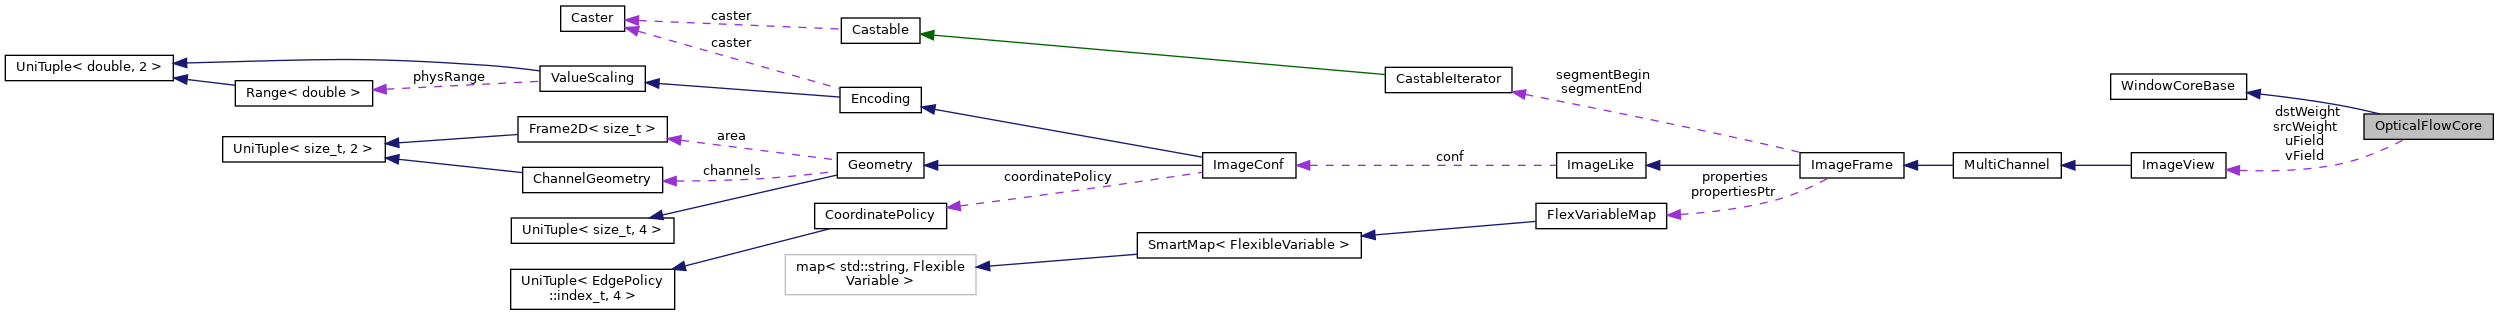 Caster
caster
Castable
caster
UniTuple< double, 2 >
ValueScaling
physRange
Range< double >
Encoding
CastableIterator
segmentBegin
segmentEnd
WindowCoreBase
dstWeight
srcWeight
uField
vField
OpticalFlowCore
Frame2D< size_t >
area
UniTuple< size_t, 2 >
ChannelGeometry
channels
Geometry
ImageConf
conf
ImageLike
ImageFrame
MultiChannel
ImageView
coordinatePolicy
properties
propertiesPtr
UniTuple< size_t, 4 >
CoordinatePolicy
FlexVariableMap
SmartMap< FlexibleVariable >
map< std::string, Flexible
Variable >
UniTuple< EdgePolicy
::index_t, 4 >